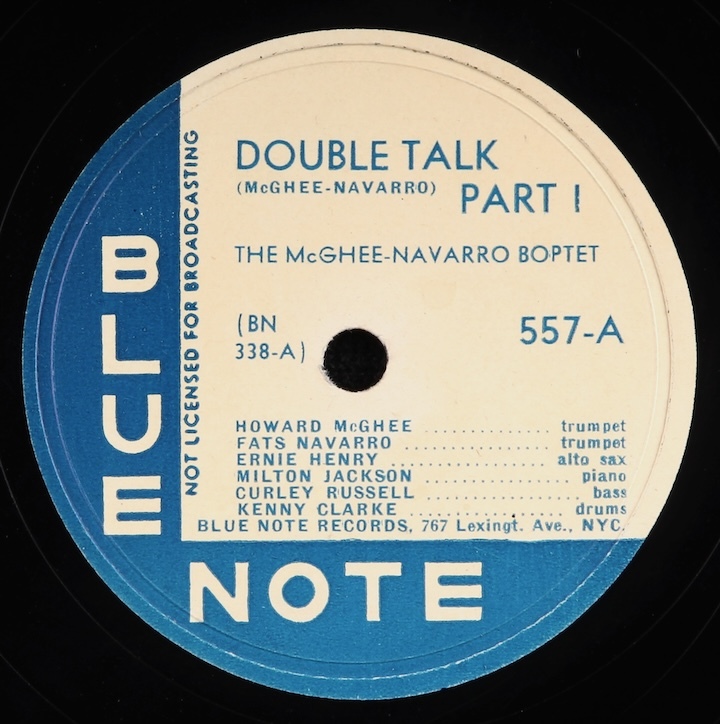 DOUBLE TALK
(McGHEE-NAVARRO)
PART I
THE McGHEE-NAVARRO BOPTET
(BN
338-A)
557-A
HOWARD McGHEE .............. trumpet
FATS NAVARRO ................ trumpet
ERNIE HENRY ................ alto sax
MILTON JACKSON ................ piano
CURLEY RUSSELL ................ bass
KENNY CLARKE ................ drums
BLUE NOTE RECORDS, 767 Lexingt. Ave., NYC.
NOT LICENSED FOR BROADCASTING
BLUE
NOTE